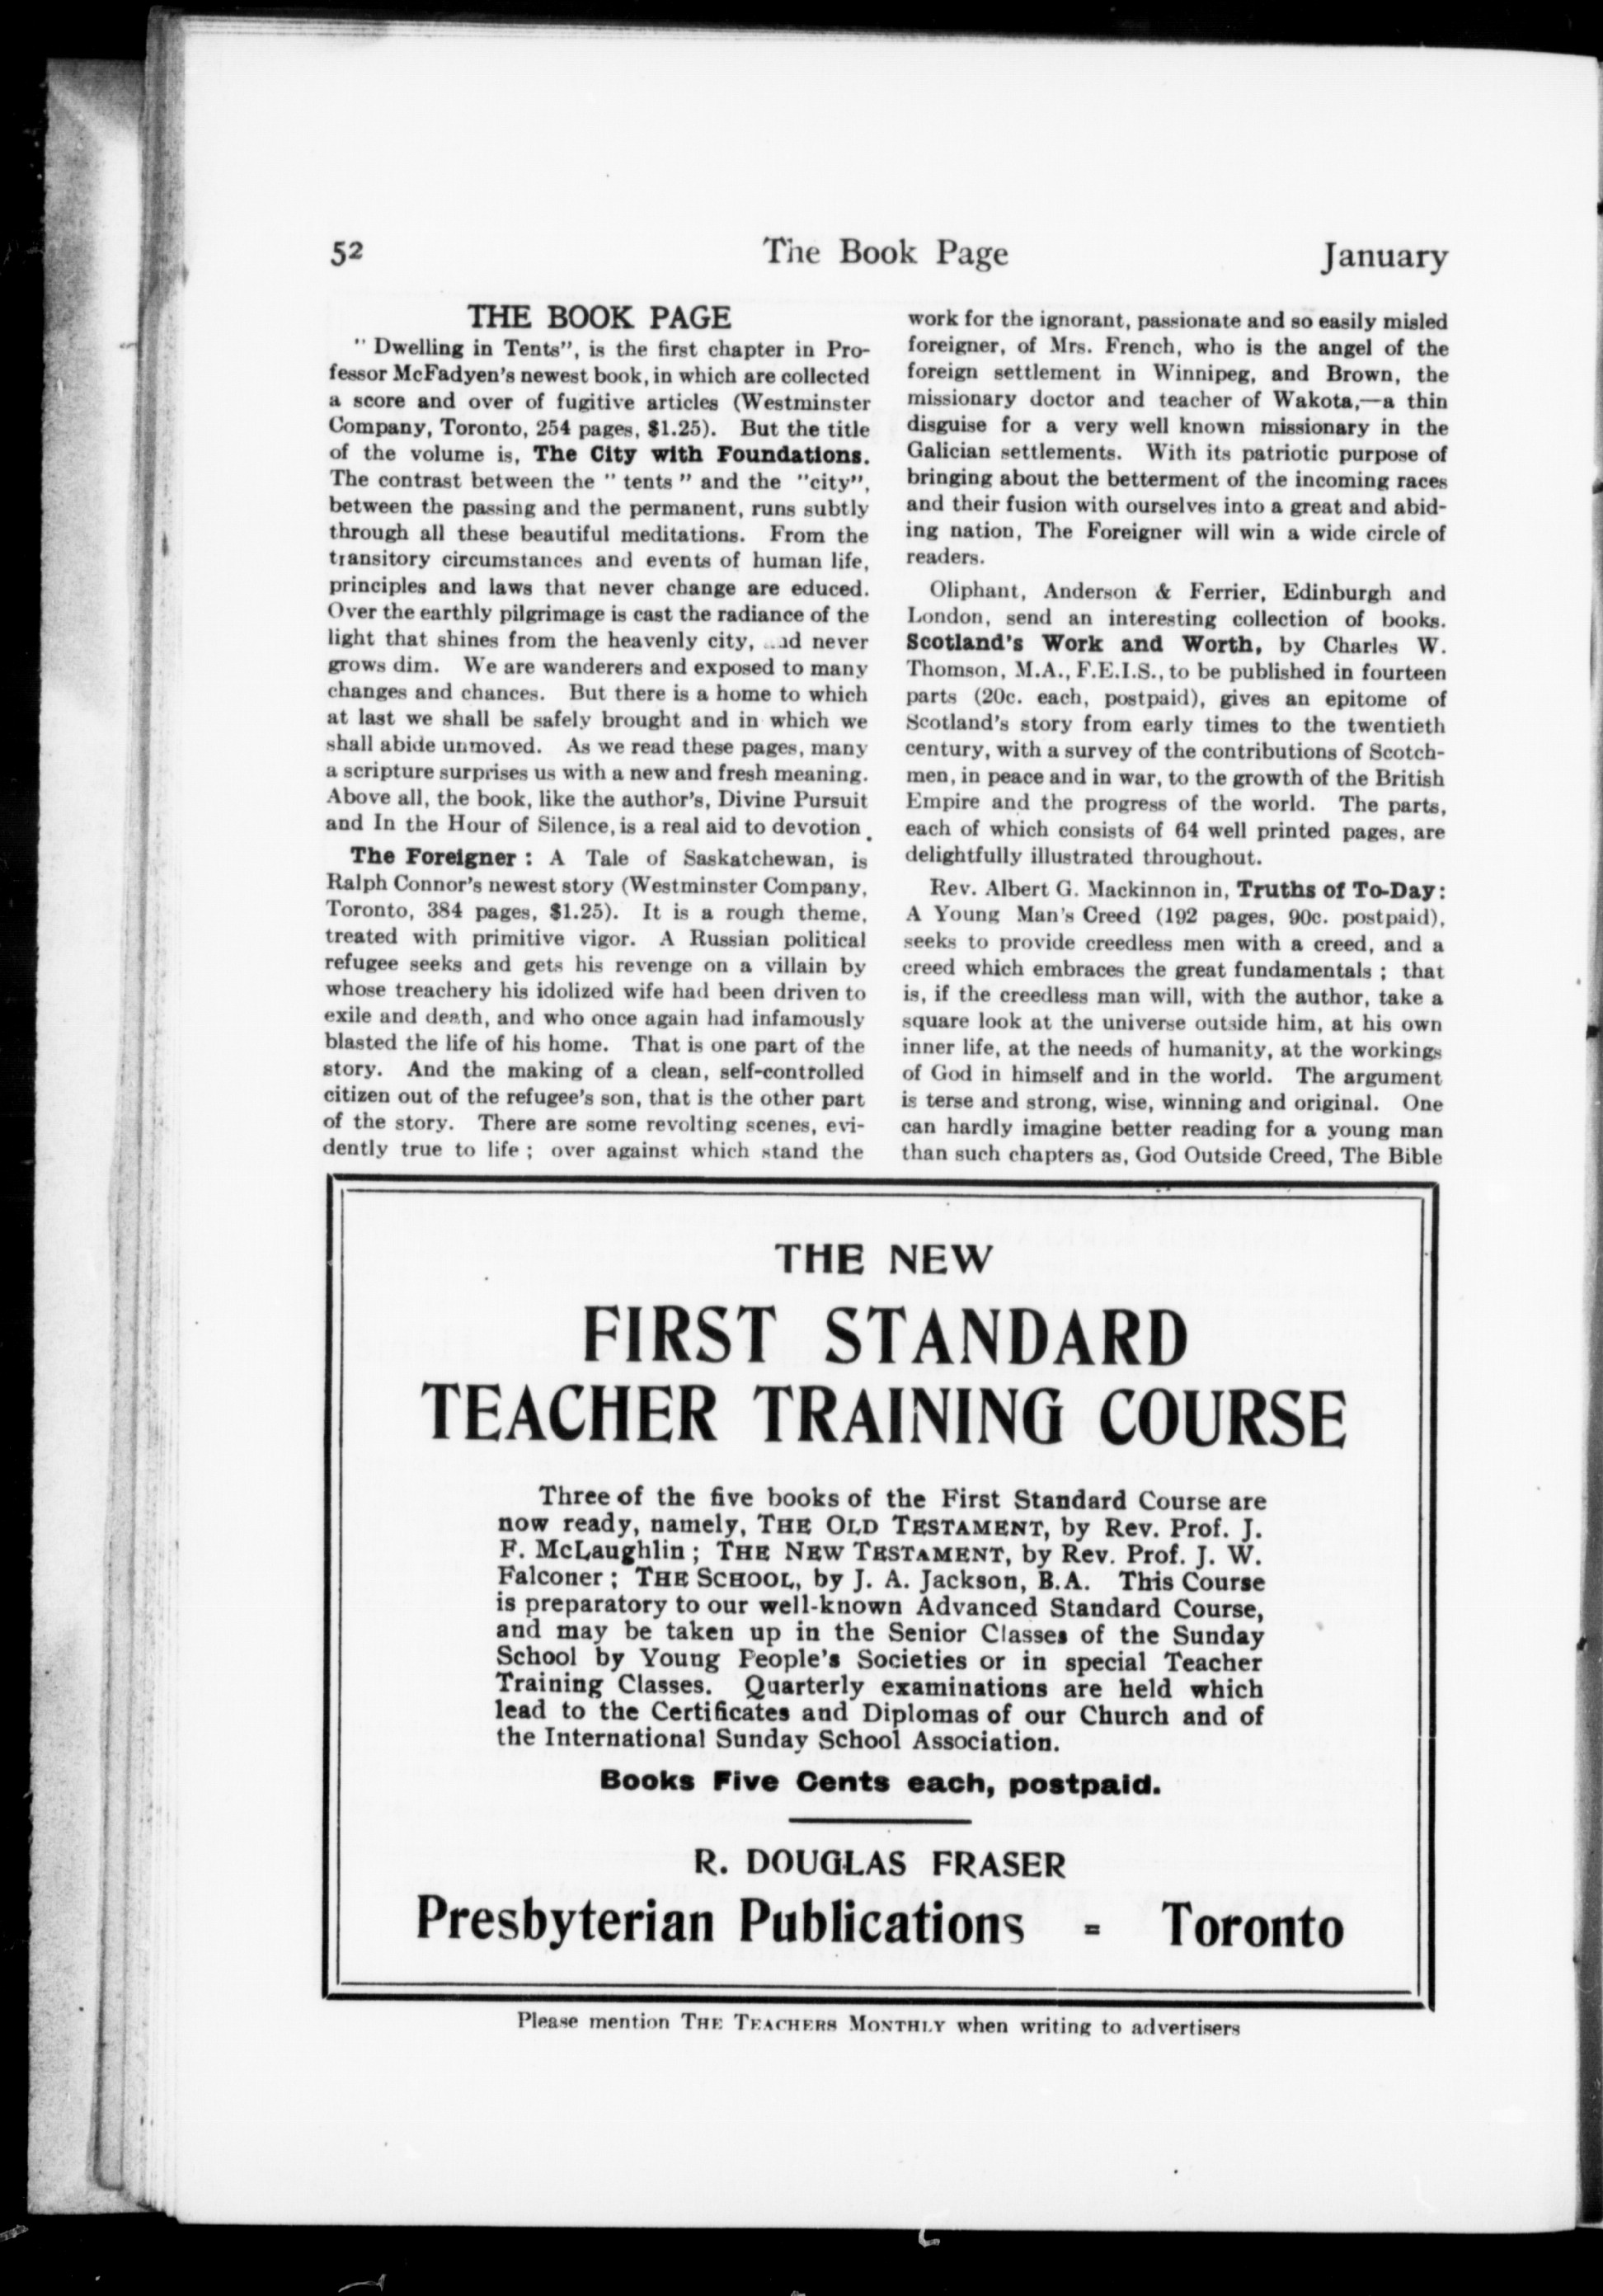 52 The Book Page January
THE BOOK PAGE
" Dwelling in Tents", is the first chapter in Pro-
fessor McFadyen's newest book, in which are collected
a score and over of fugitive articles (Westminster
Company, Toronto, 254 pages, $1.25). But the title
of the volume is, The City with Foundations.
The contrast between the " tents " and the "city",
between the passing and the permanent, runs subtly
through all these beautiful meditations. From the
transitory circumstances and events of human life,
principles and laws that never change are educed.
Over the earthly pilgrimage is cast the radiance of the
light that shines from the heavenly city, never
grows dim. We are wanderers and exposed to many
changes and chances. But there is a home to which
at last we shall be safely brought and in which we
shall abide unmoved. As we read these pages, many
a scripture surprises us with a new and fresh meaning.
Above all, the book, like the author's, Divine Pursuit
and In the Hour of Silence, is a real aid to devotion.
The Foreigner : A Tale of Saskatchewan, is
Ralph Connor's newest story (Westminster Company,
Toronto, 384 pages, $1.25). It is a rough theme,
treated with primitive vigor. A Russian political
refugee seeks and gets his revenge on a villain by
whose treachery his idolized wife had been driven to
exile and death, and who once again had infamously
blasted the life of his home. That is one part of the
story. And the making of a clean, self-controlled
citizen out of the refugee's son, that is the other part
of the story. There are some revolting scenes, evi-
dently true to life ; over against which stand the
work for the ignorant, passionate and so easily misled
foreigner, of Mrs. French, who is the angel of the
foreign settlement in Winnipeg, and Brown, the
missionary doctor and teacher of Wakota,—a thin
disguise for a very well known missionary in the
Galician settlements. With its patriotic purpose of
bringing about the betterment of the incoming races
and their fusion with ourselves into a great and abid-
ing nation, The Foreigner will win a wide circle of
readers.
Oliphant, Anderson & Ferrier, Edinburgh and
London, send an interesting collection of books.
Scotland's Work and Worth, by Charles W.
Thomson, M.A., F.E.I.S., to be published in fourteen
parts (20c. each, postpaid), gives an epitome of
Scotland's story from early times to the twentieth
century, with a survey of the contributions of Scotch-
men, in peace and in war, to the growth of the British
Empire and the progress of the world. The parts,
each of which consists of 64 well printed pages, are
delightfully illustrated throughout.
Rev. Albert G. Mackinnon in, Truths of To-Day:
A Young Man's Creed (192 pages, 90c. postpaid),
seeks to provide creedless men with a creed, and a
creed which embraces the great fundamentals ; that
is, if the creedless man will, with the author, take a
square look at the universe outside him, at his own
inner life, at the needs of humanity, at the workings
of God in himself and in the world. The argument
is terse and strong, wise, winning and original. One
can hardly imagine better reading for a young man
than such chapters as, God Outside Creed, The Bible
THE NEW
FIRST STANDARD
TEACHER TRAINING COURSE
Three of the five books of the First Standard Course are
now ready, namely, THE OLD TESTAMENT, by Rev. Prof. J.
F. McLaughlin ; THE NEW TESTAMENT, by Rev. Prof. J. W.
Falconer ; THE SCHOOL, by J. A. Jackson, B.A. This Course
is preparatory to our well-known Advanced Standard Course,
and may be taken up in the Senior Classes of the Sunday
School by Young People's Societies or in special Teacher
Training Classes. Quarterly examinations are held which
lead to the Certificates and Diplomas of our Church and of
the International Sunday School Association.
Books Five Cents each, postpaid.
R. DOUGLAS FRASER
Presbyterian Publications = Toronto
Please mention THE TEACHERS MONTHLY when writing to advertisers